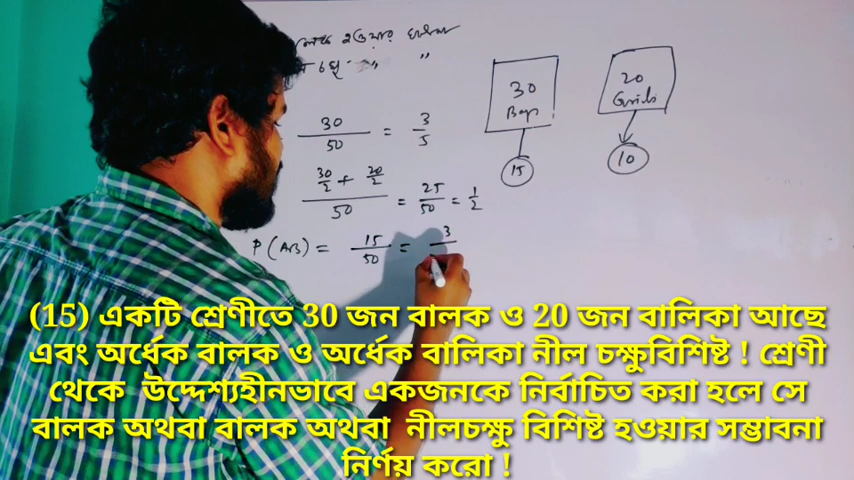 হওয়ার
"
30
Boys
20
Girls
15
10
30/50 = 3/5
30/2 + 20/2 / 50 = 25/50 = 1/2
P(AB) = 15/50 = 3
(15) একটি শ্রেণীতে 30 জন বালক ও 20 জন বালিকা আছে
এবং অর্ধেক বালক ও অর্ধেক বালিকা নীল চক্ষুবিশিষ্ট ! শ্রেণী
থেকে উদ্দেশ্যহীনভাবে একজনকে নির্বাচিত করা হলে সে
বালক অথবা বালক অথবা নীলচক্ষু বিশিষ্ট হওয়ার সম্ভাবনা
নির্ণয় করো !